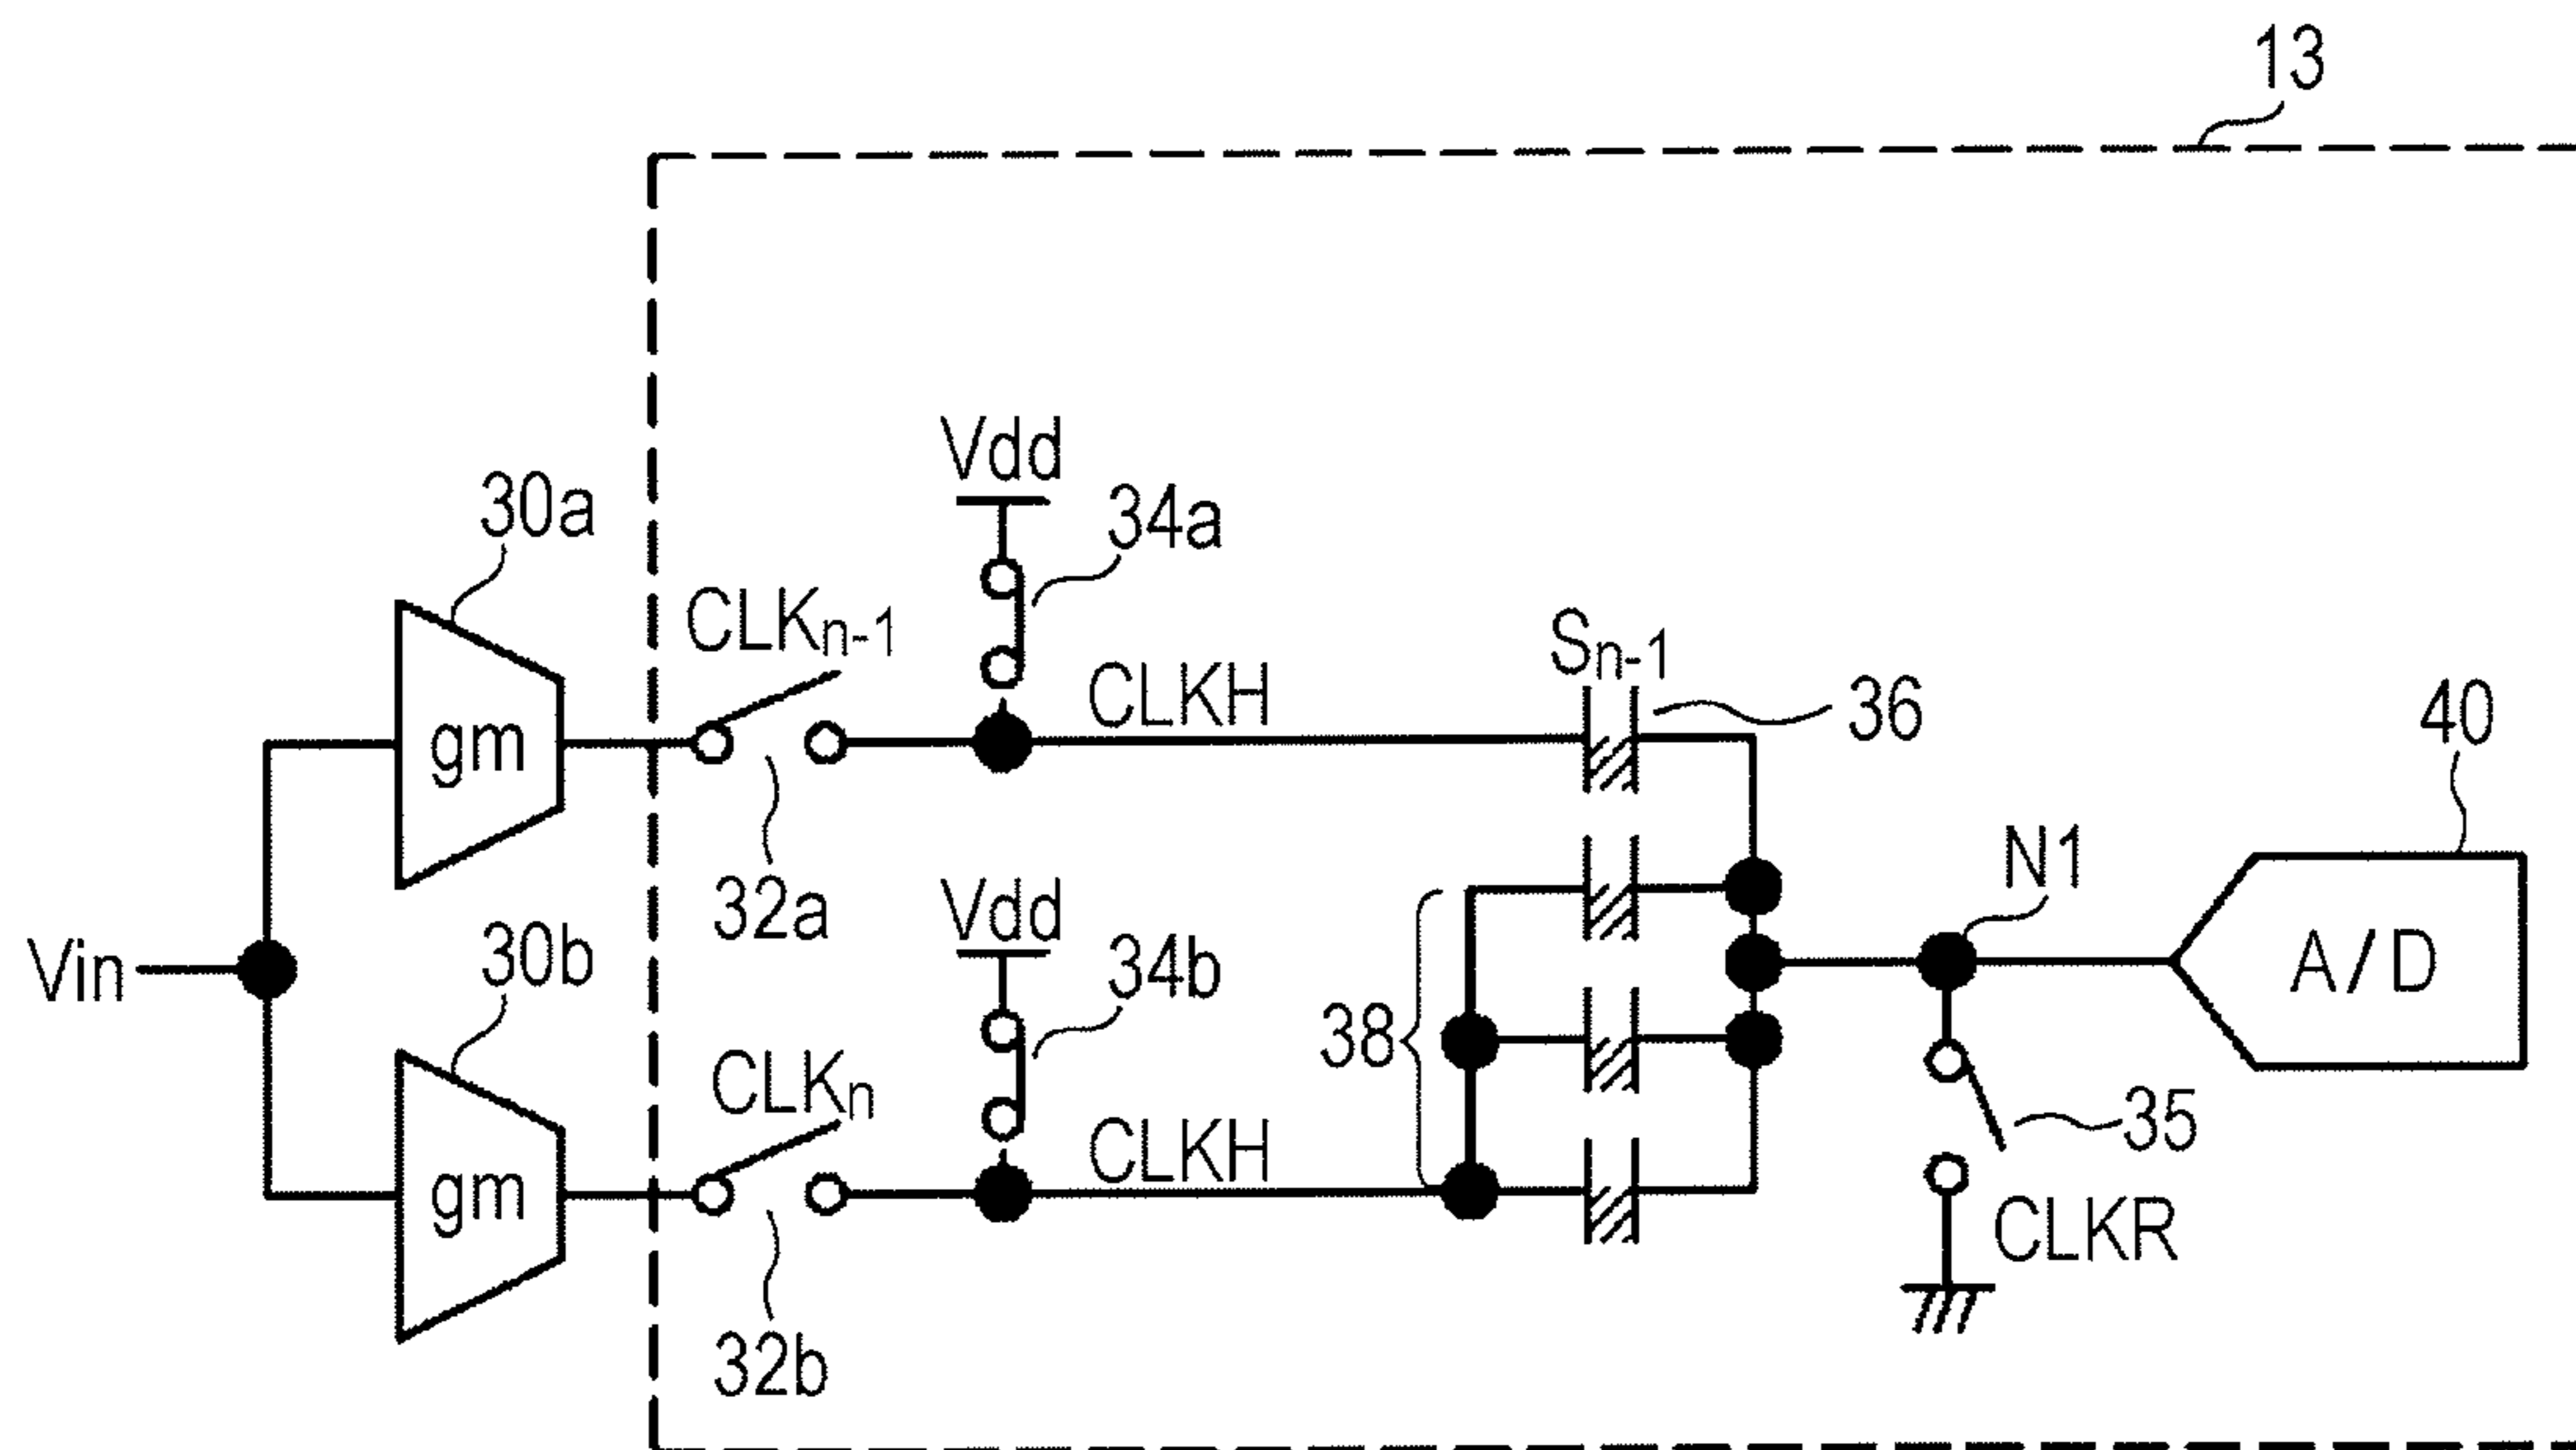 13
Vdd
30a
34a
CLKn-1
Sn-1
CLKH
36
40
gm
32a
N1
Vdd
30b
34b
Vin
A/D
38
CLKn
35
CLKH
gm
CLKR
32b